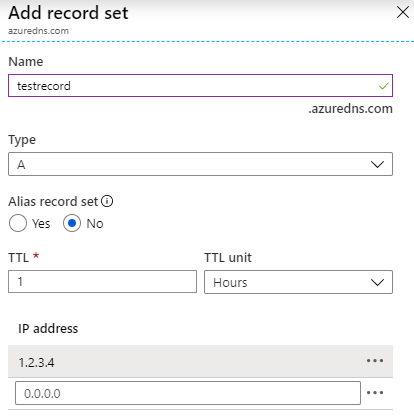 Add record set
azuredns.com
Name
testrecord
.azuredns.com
Type
A
Alias record set
Yes No
TTL * TTL unit
1 Hours
IP address
1.2.3.4
0.0.0.0